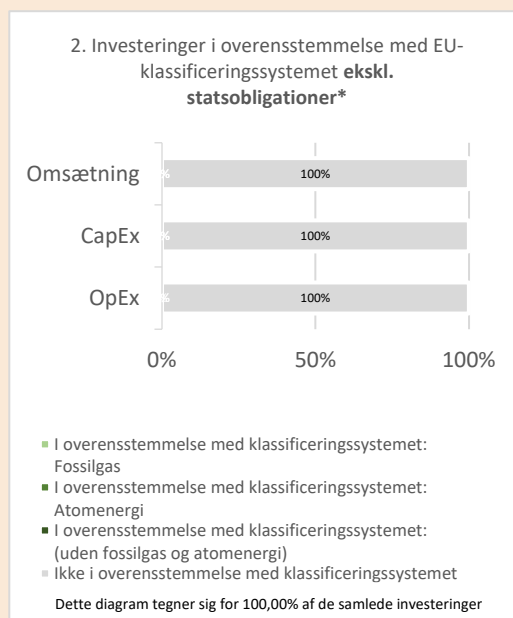 2. Investeringer i overensstemmelse med EU-
klassificeringssystemet ekskl.
statsobligationer*
Omsætning
%
100%
CapEx
%
100%
OpEx
%
100%
0%
50%
100%
I overensstemmelse med klassificeringssystemet:
Fossilgas
I overensstemmelse med klassificeringssystemet:
Atomenergi
I overensstemmelse med klassificeringssystemet:
(uden fossilgas og atomenergi)
Ikke i overensstemmelse med klassificeringssystemet
Dette diagram tegner sig for 100,00% af de samlede investeringer